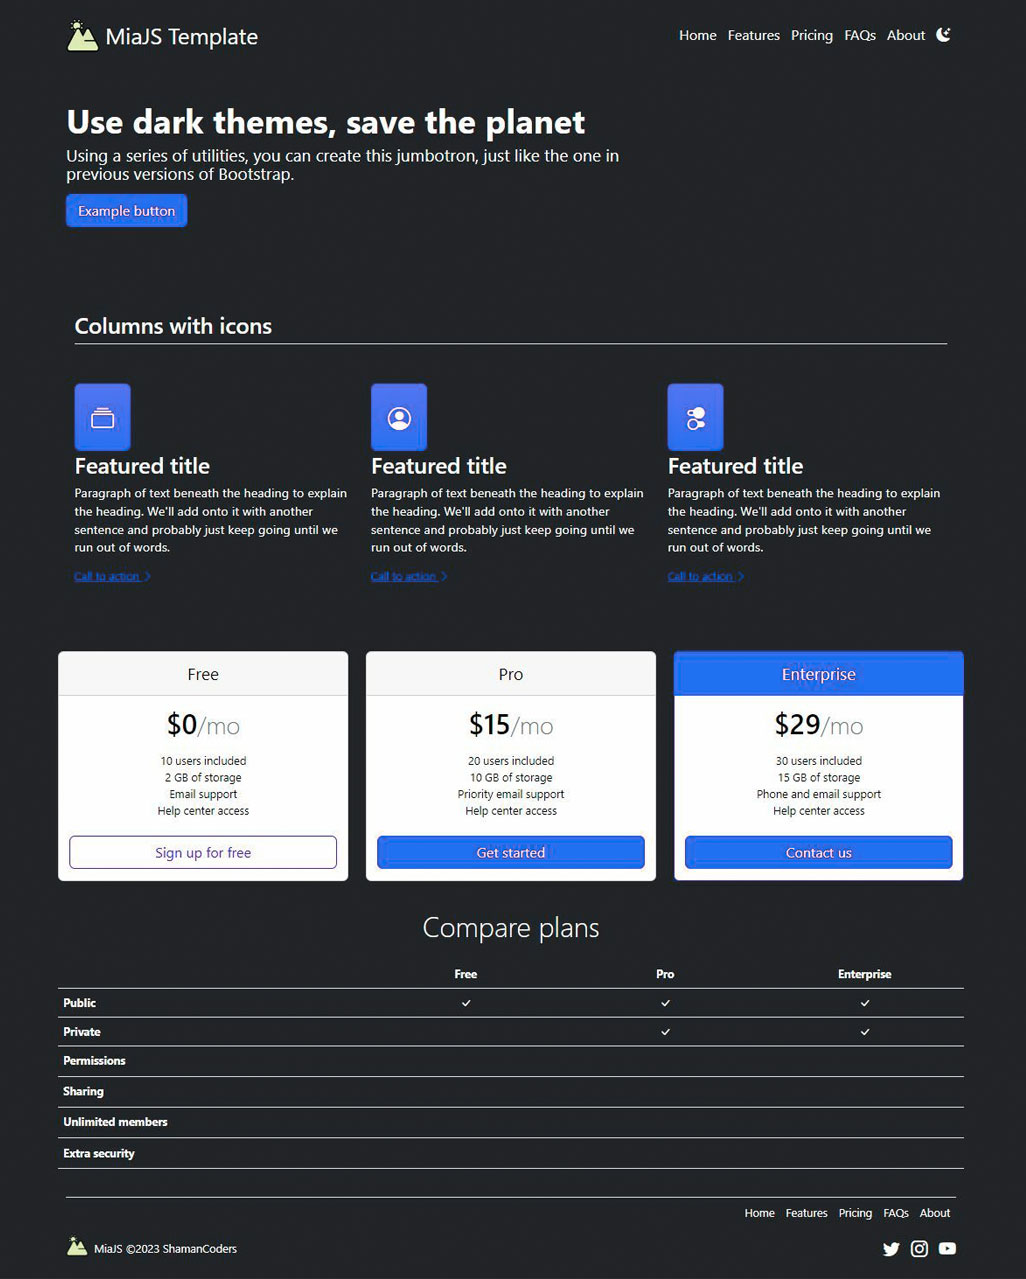 MiaJS Template
Home Features Pricing FAQs About
Use dark themes, save the planet
Using a series of utilities, you can create this jumbotron, just like the one in
previous versions of Bootstrap.
Example button
Columns with icons
Featured title
Paragraph of text beneath the heading to explain
the heading. We'll add onto it with another
sentence and probably just keep going until we
run out of words.
Call to action
Featured title
Paragraph of text beneath the heading to explain
the heading. We'll add onto it with another
sentence and probably just keep going until we
run out of words.
Call to action
Featured title
Paragraph of text beneath the heading to explain
the heading. We'll add onto it with another
sentence and probably just keep going until we
run out of words.
Call to action
Free
$0/mo
10 users included
2 GB of storage
Email support
Help center access
Sign up for free
Pro
$15/mo
20 users included
10 GB of storage
Priority email support
Help center access
Get started
Enterprise
$29/mo
30 users included
15 GB of storage
Phone and email support
Help center access
Contact us
Compare plans
Free Pro Enterprise
Public
Private
Permissions
Sharing
Unlimited members
Extra security
Home Features Pricing FAQs About
MiaJS ©2023 ShamanCoders